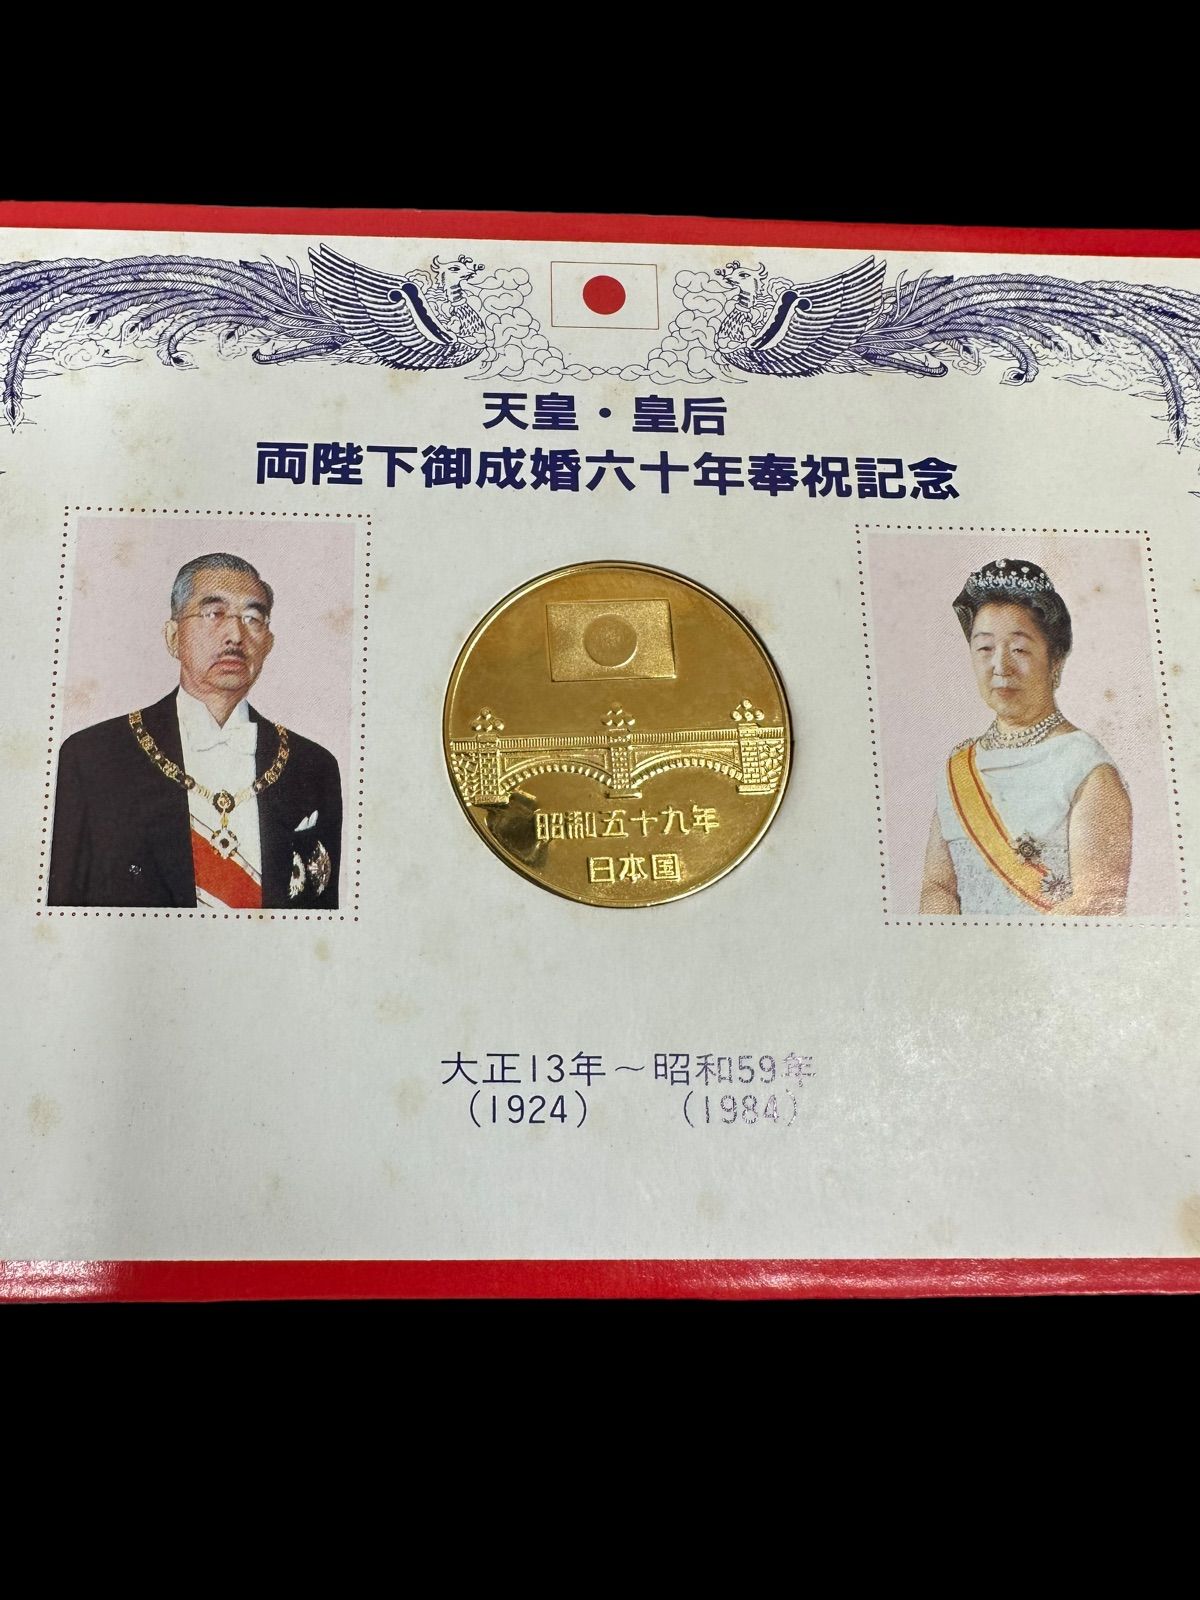 天皇・皇后
両陛下御成婚六十年奉祝記念
昭和五十九年
日本国
大正13年～昭和59年
(1924) (1984)